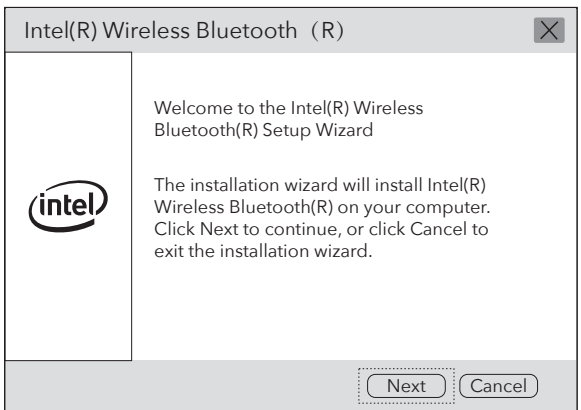 Intel(R) Wireless Bluetooth（R）
Welcome to the Intel(R) Wireless
Bluetooth(R) Setup Wizard
intel
The installation wizard will install Intel(R)
Wireless Bluetooth(R) on your computer.
Click Next to continue, or click Cancel to
exit the installation wizard.
Next
Cancel